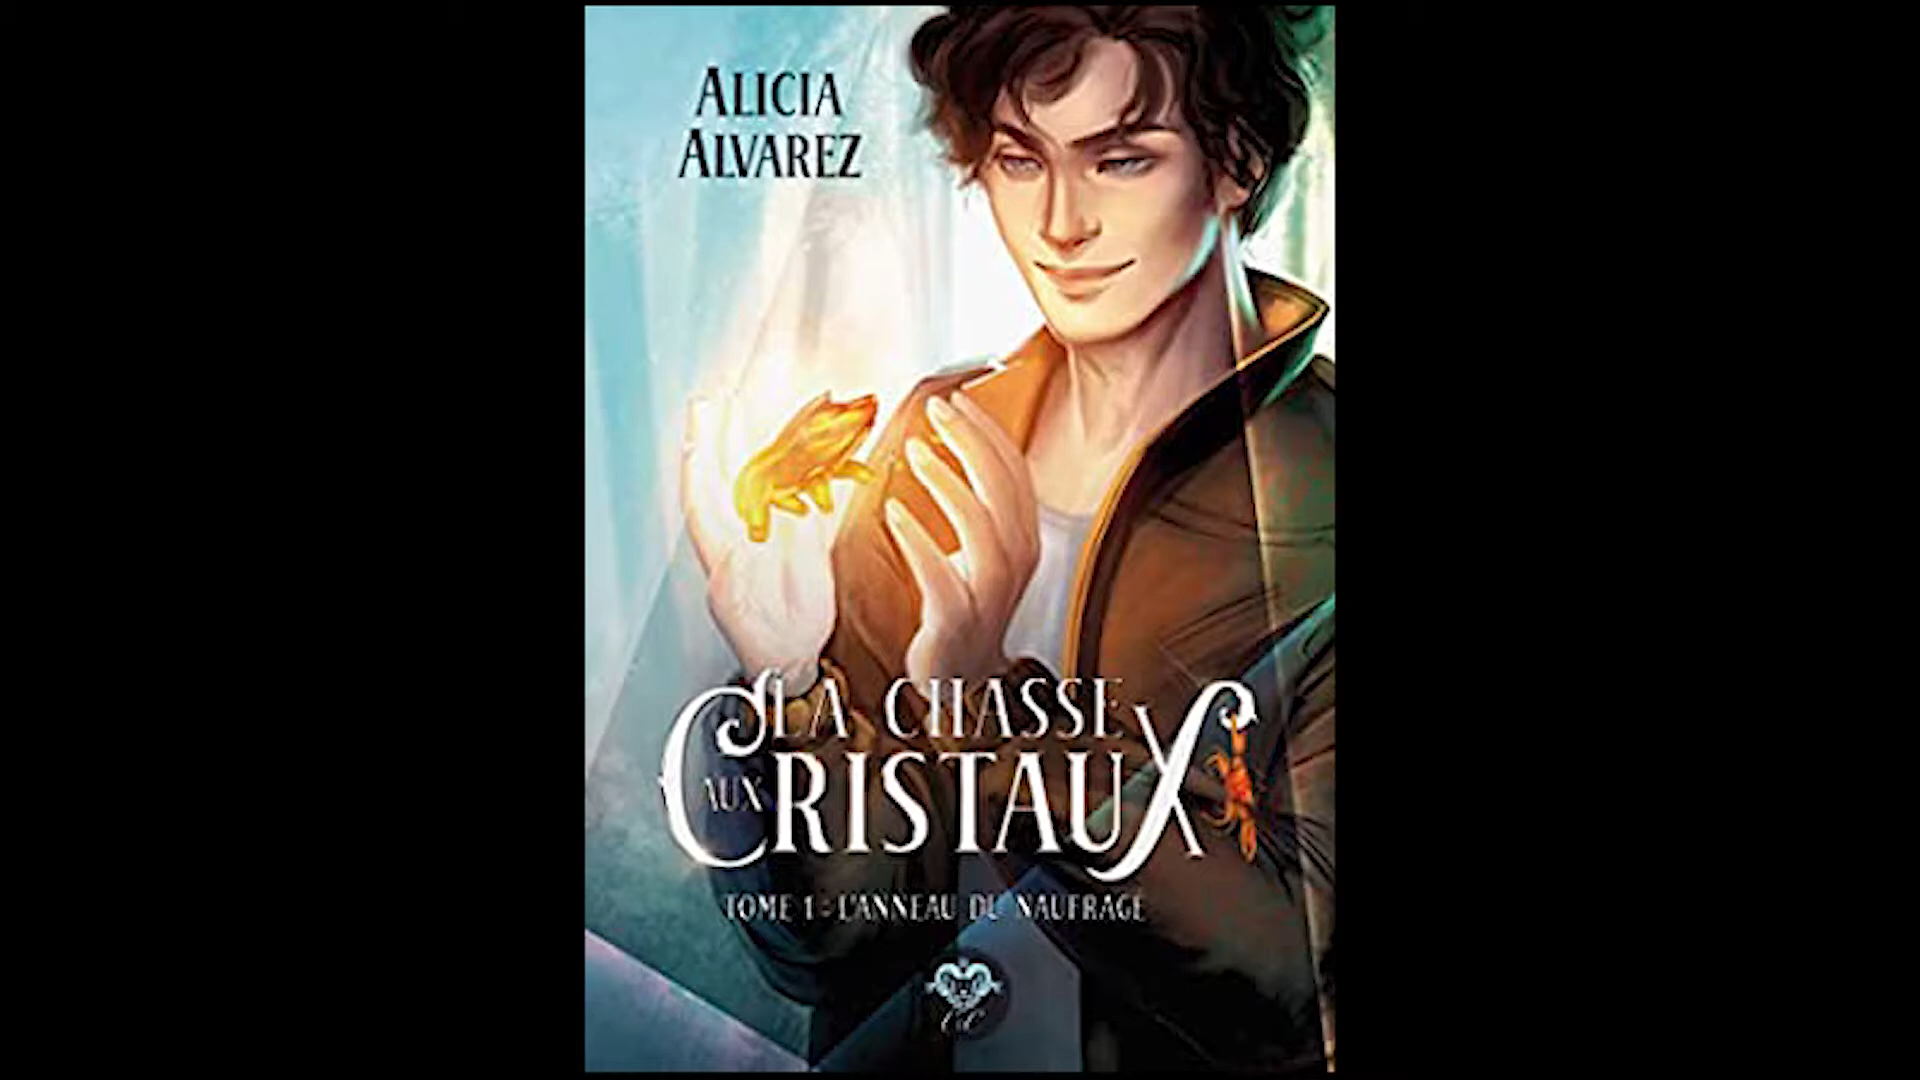 ALICIA
ALVAREZ
LA CHASSE
AUX CRISTAUX
TOME 1 : L'ANNEAU DU NAUFRAGE